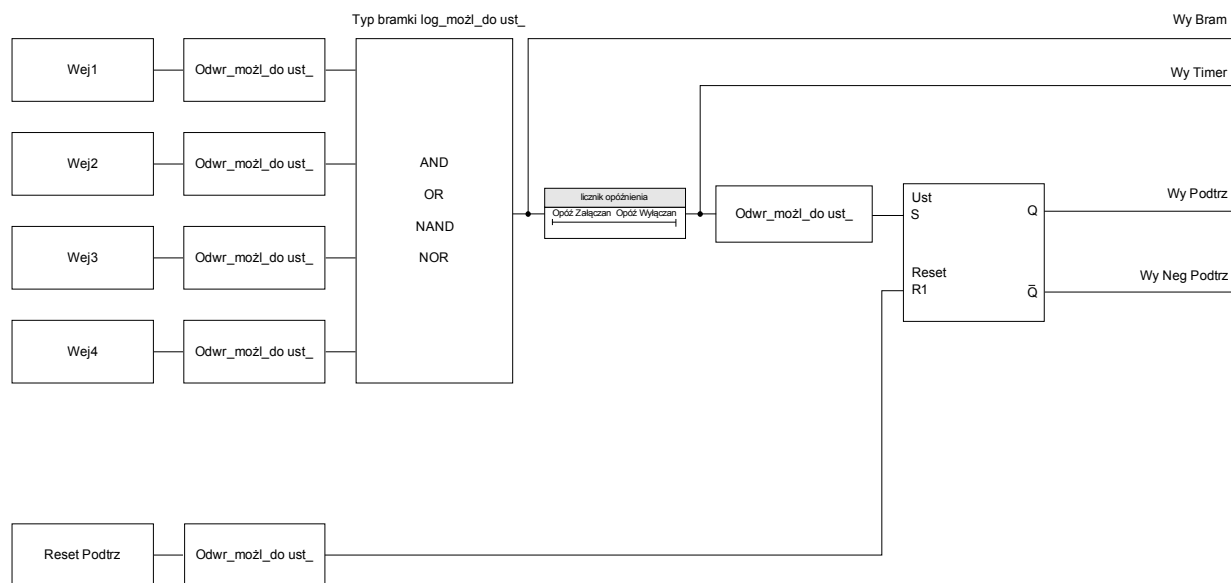 Typ bramki log_możl_do ust_
Wy Bram
Wej1
Odwr_możl_do ust_
Wy Timer
Wej2
Odwr_możl_do ust_
AND
OR
NAND
NOR
licznik opóźnienia
Opóź Załączan Opóź Wyłączan
Odwr_możl_do ust_
Ust
S
Q
Wy Podtrz
Wej3
Odwr_możl_do ust_
Reset
R1
Q̅
Wy Neg Podtrz
Wej4
Odwr_możl_do ust_
Reset Podtrz
Odwr_możl_do ust_